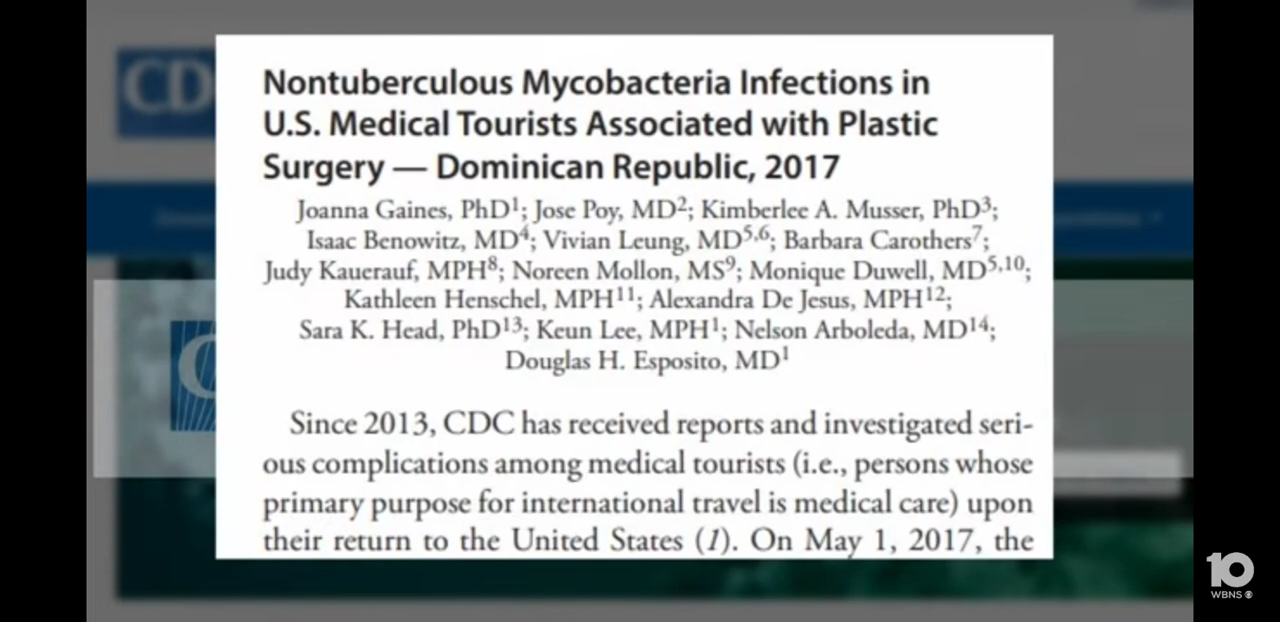 CD
Nontuberculous Mycobacteria Infections in
U.S. Medical Tourists Associated with Plastic
Surgery — Dominican Republic, 2017
Joanna Gaines, PhD1; Jose Poy, MD2; Kimberlee A. Musser, PhD3;
Isaac Benowitz, MD4; Vivian Leung, MD5,6; Barbara Carothers7;
Judy Kauerauf, MPH8; Noreen Mollon, MS9; Monique Duwell, MD5,10;
Kathleen Henschel, MPH11; Alexandra De Jesus, MPH12;
Sara K. Head, PhD13; Keun Lee, MPH1; Nelson Arboleda, MD14;
Douglas H. Esposito, MD1
Since 2013, CDC has received reports and investigated seri-
ous complications among medical tourists (i.e., persons whose
primary purpose for international travel is medical care) upon
their return to the United States (1). On May 1, 2017, the
10
WBNS